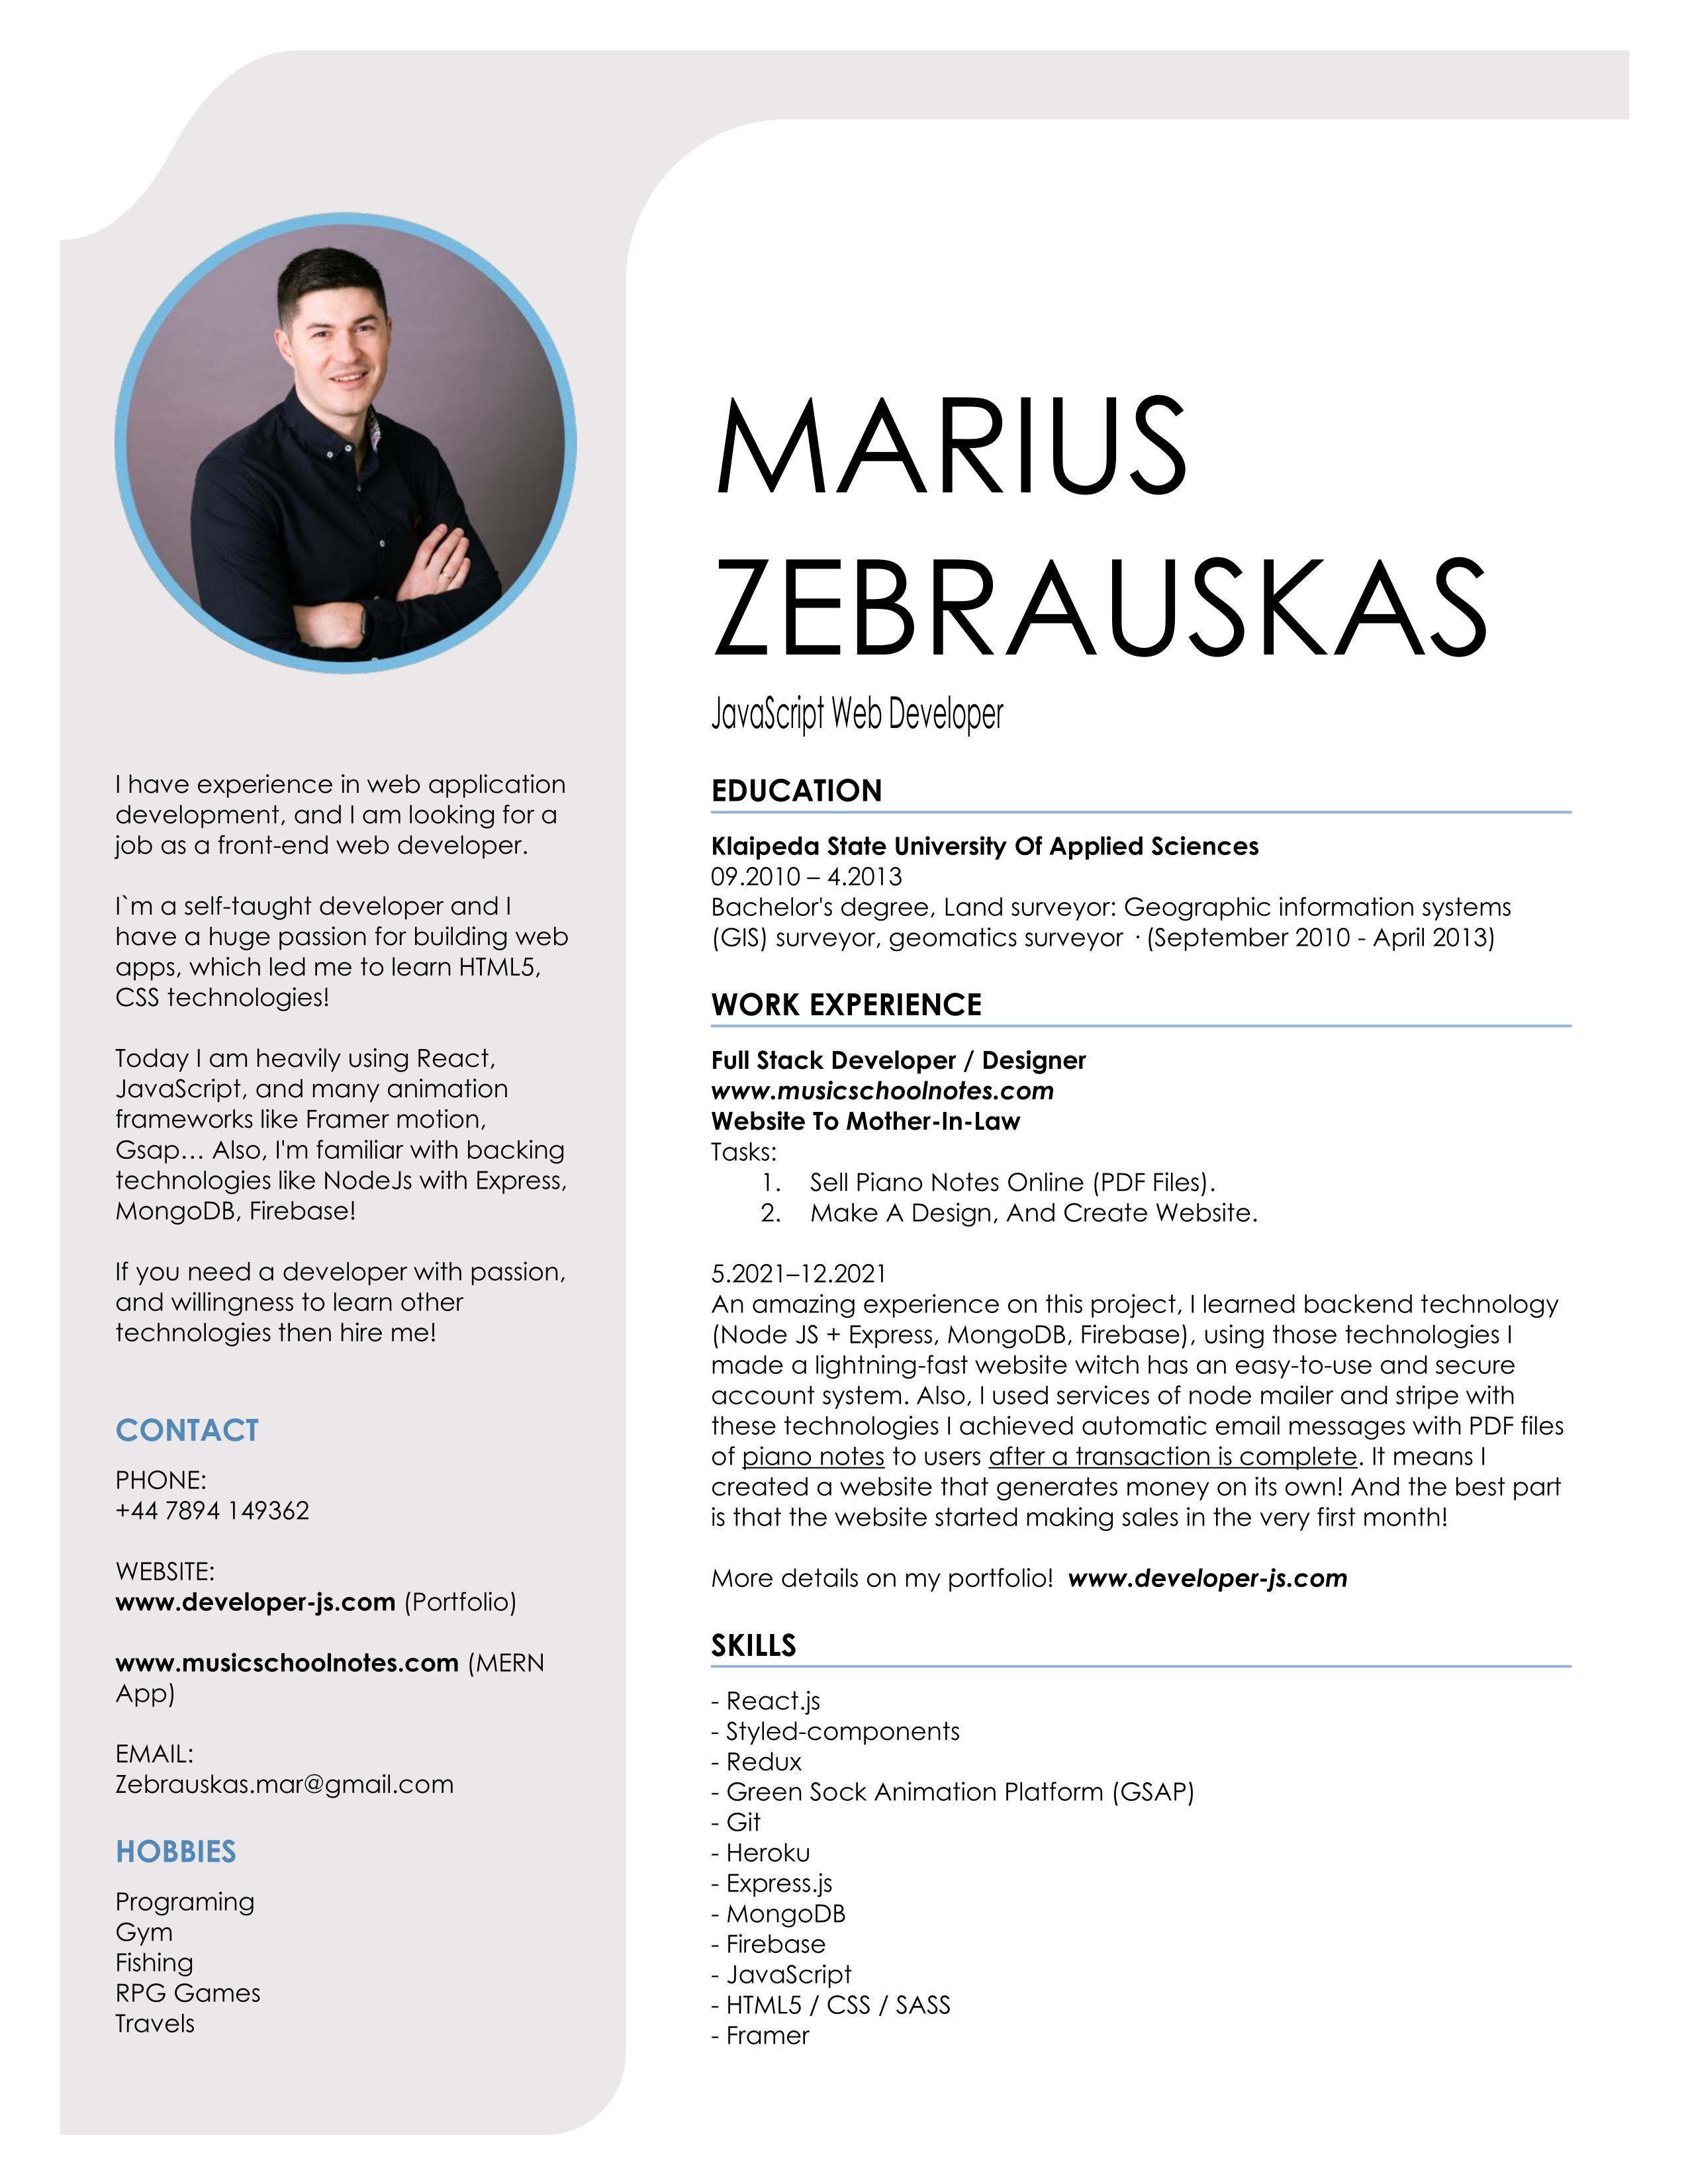 MARIUS
ZEBRAUSKAS
JavaScript Web Developer
I have experience in web application
development, and I am looking for a
job as a front-end web developer.
I`m a self-taught developer and I
have a huge passion for building web
apps, which led me to learn HTML5,
CSS technologies!
Today I am heavily using React,
JavaScript, and many animation
frameworks like Framer motion,
Gsap… Also, I'm familiar with backing
technologies like NodeJs with Express,
MongoDB, Firebase!
If you need a developer with passion,
and willingness to learn other
technologies then hire me!
CONTACT
PHONE:
+44 7894 149362
WEBSITE:
www.developer-js.com (Portfolio)
www.musicschoolnotes.com (MERN
App)
EMAIL:
Zebrauskas.mar@gmail.com
HOBBIES
Programing
Gym
Fishing
RPG Games
Travels
EDUCATION
Klaipeda State University Of Applied Sciences
09.2010 – 4.2013
Bachelor's degree, Land surveyor: Geographic information systems
(GIS) surveyor, geomatics surveyor · (September 2010 - April 2013)
WORK EXPERIENCE
Full Stack Developer / Designer
www.musicschoolnotes.com
Website To Mother-In-Law
Tasks:
1. Sell Piano Notes Online (PDF Files).
2. Make A Design, And Create Website.
5.2021–12.2021
An amazing experience on this project, I learned backend technology
(Node JS + Express, MongoDB, Firebase), using those technologies I
made a lightning-fast website witch has an easy-to-use and secure
account system. Also, I used services of node mailer and stripe with
these technologies I achieved automatic email messages with PDF files
of piano notes to users after a transaction is complete. It means I
created a website that generates money on its own! And the best part
is that the website started making sales in the very first month!
More details on my portfolio! www.developer-js.com
SKILLS
- React.js
- Styled-components
- Redux
- Green Sock Animation Platform (GSAP)
- Git
- Heroku
- Express.js
- MongoDB
- Firebase
- JavaScript
- HTML5 / CSS / SASS
- Framer